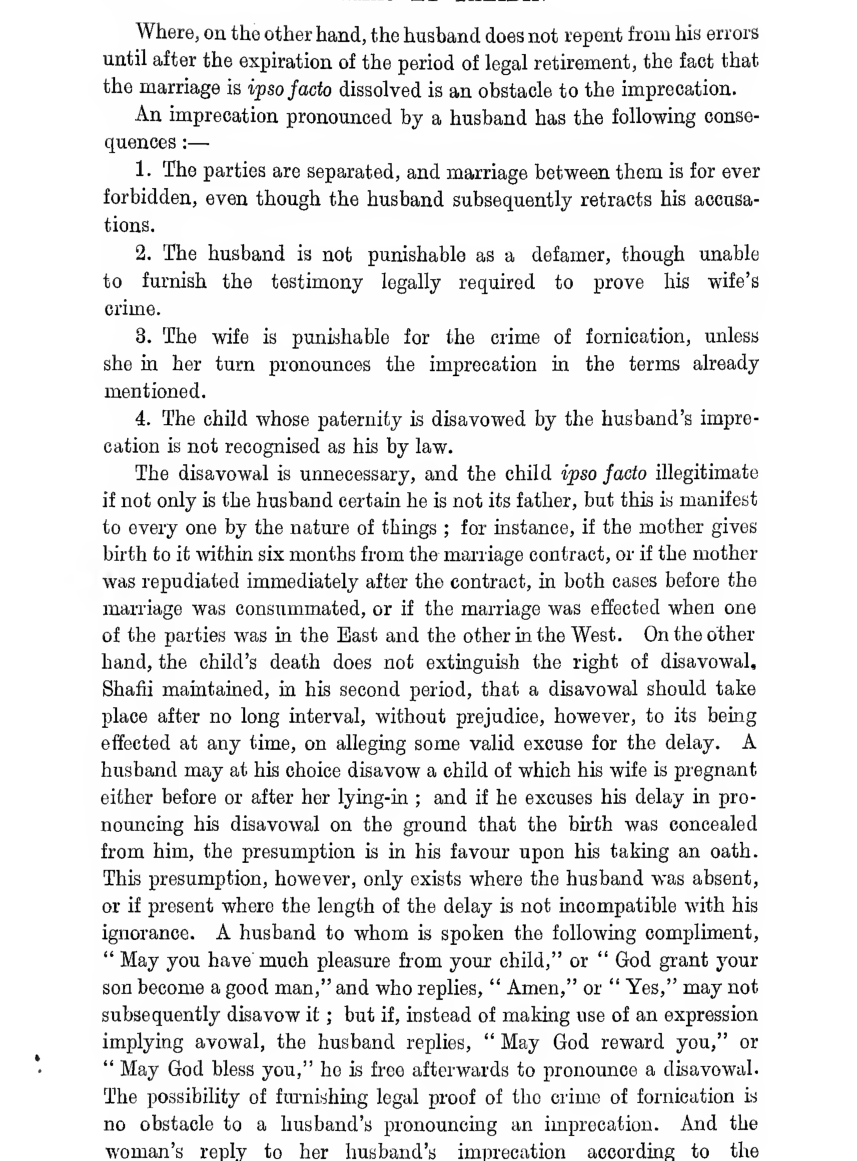 Where, on the other hand, the husband does not repent from his errors
until after the expiration of the period of legal retirement, the fact that
the marriage is ipso facto dissolved is an obstacle to the imprecation.
An imprecation pronounced by a husband has the following conse-
quences :—
1. The parties are separated, and marriage between them is for ever
forbidden, even though the husband subsequently retracts his accusa-
tions.
2. The husband is not punishable as a defamer, though unable
to furnish the testimony legally required to prove his wife's
crime.
3. The wife is punishable for the crime of fornication, unless
she in her turn pronounces the imprecation in the terms already
mentioned.
4. The child whose paternity is disavowed by the husband's impre-
cation is not recognised as his by law.
The disavowal is unnecessary, and the child ipso facto illegitimate
if not only is the husband certain he is not its father, but this is manifest
to every one by the nature of things ; for instance, if the mother gives
birth to it within six months from the marriage contract, or if the mother
was repudiated immediately after the contract, in both cases before the
marriage was consummated, or if the marriage was effected when one
of the parties was in the East and the other in the West. On the other
hand, the child's death does not extinguish the right of disavowal.
Shafii maintained, in his second period, that a disavowal should take
place after no long interval, without prejudice, however, to its being
effected at any time, on alleging some valid excuse for the delay. A
husband may at his choice disavow a child of which his wife is pregnant
either before or after her lying-in ; and if he excuses his delay in pro-
nouncing his disavowal on the ground that the birth was concealed
from him, the presumption is in his favour upon his taking an oath.
This presumption, however, only exists where the husband was absent,
or if present where the length of the delay is not incompatible with his
ignorance. A husband to whom is spoken the following compliment,
“ May you have much pleasure from your child,” or “ God grant your
son become a good man,” and who replies, “ Amen,” or “ Yes,” may not
subsequently disavow it ; but if, instead of making use of an expression
implying avowal, the husband replies, “ May God reward you,” or
“ May God bless you,” he is free afterwards to pronounce a disavowal.
The possibility of furnishing legal proof of the crime of fornication is
no obstacle to a husband's pronouncing an imprecation. And the
woman's reply to her husband's imprecation according to the